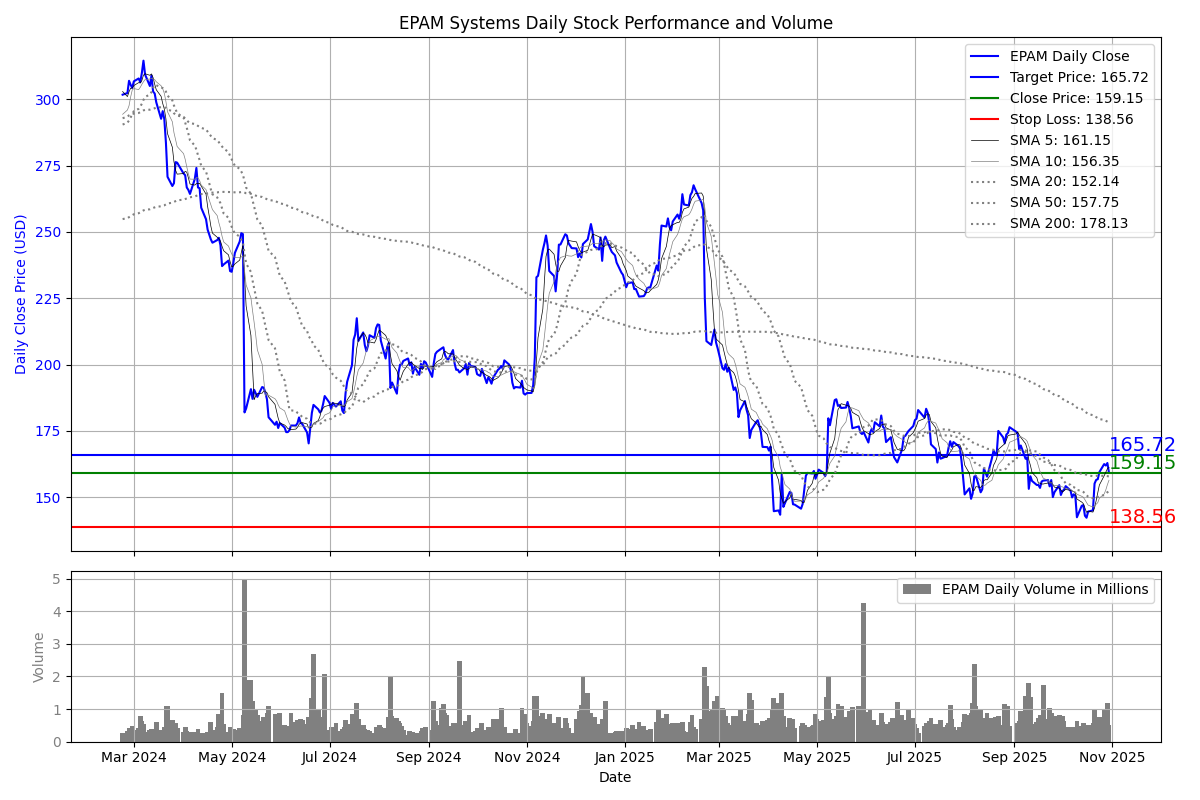 EPAM Systems Daily Stock Performance and Volume
Daily Close Price (USD)
300
275
250
225
200
175
150
EPAM Daily Close
Target Price: 165.72
Close Price: 159.15
Stop Loss: 138.56
SMA 5: 161.15
SMA 10: 156.35
SMA 20: 152.14
SMA 50: 157.75
SMA 200: 178.13
165.72
159.15
138.56
Volume
5
4
3
2
1
0
EPAM Daily Volume in Millions
Mar 2024 May 2024 Jul 2024 Sep 2024 Nov 2024 Jan 2025 Mar 2025 May 2025 Jul 2025 Sep 2025 Nov 2025
Date